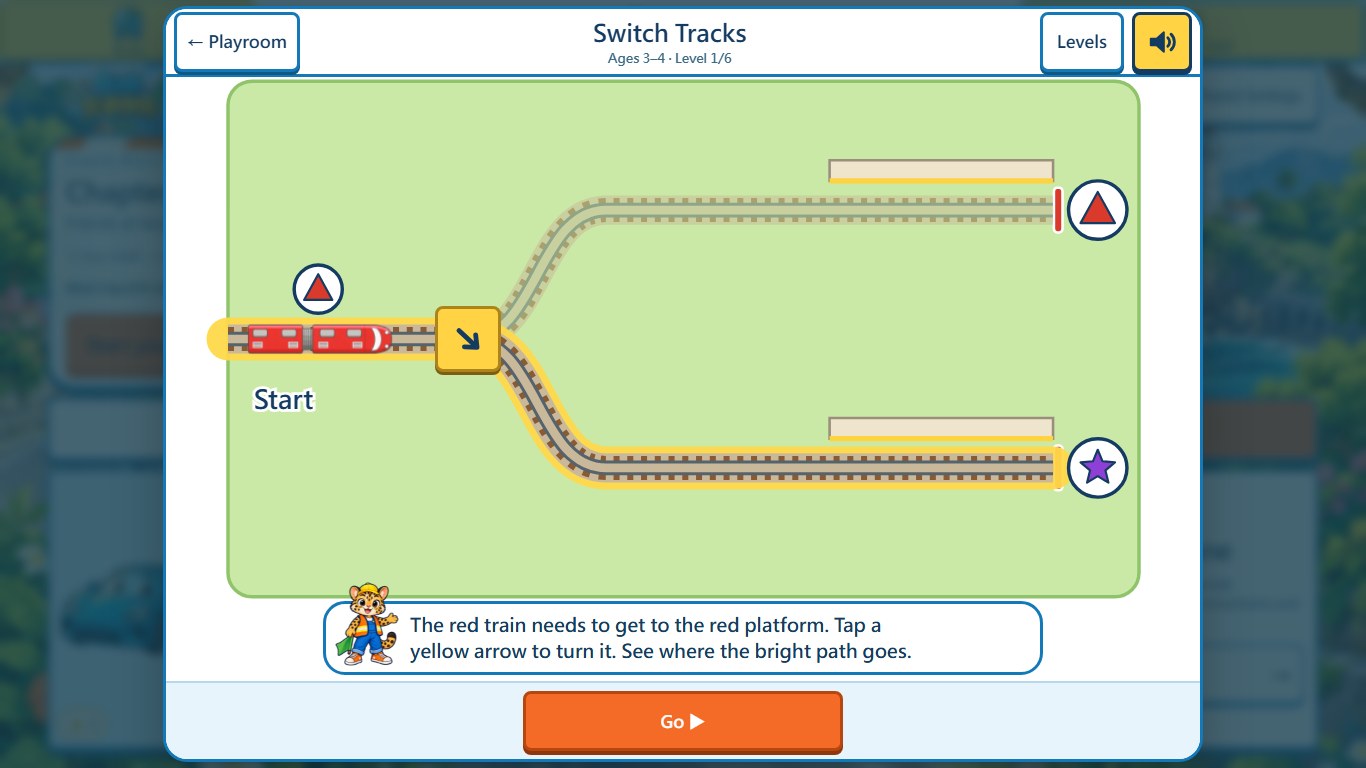 ← Playroom
Switch Tracks
Ages 3–4 · Level 1/6
Levels
Start
The red train needs to get to the red platform. Tap a
yellow arrow to turn it. See where the bright path goes.
Go ▶